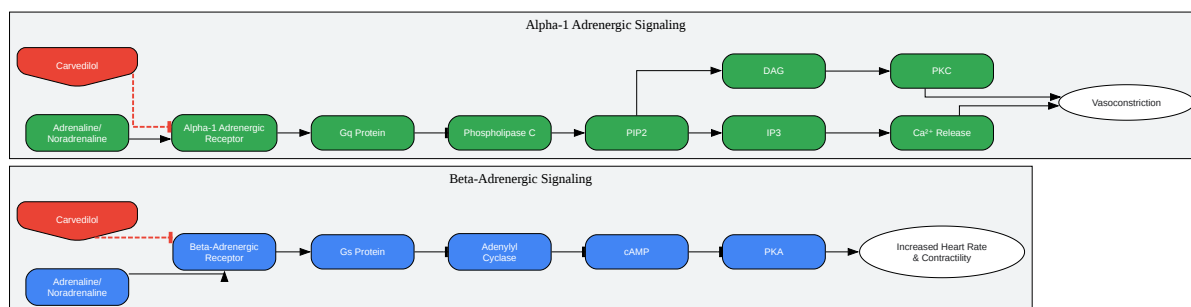 Alpha-1 Adrenergic Signaling
Carvedilol
DAG
PKC
Vasoconstriction
Adrenaline/
Noradrenaline
Alpha-1 Adrenergic
Receptor
Gq Protein
Phospholipase C
PIP2
IP3
Ca²⁺ Release
Beta-Adrenergic Signaling
Carvedilol
Beta-Adrenergic
Receptor
Gs Protein
Adenylyl
Cyclase
cAMP
PKA
Increased Heart Rate
& Contractility
Adrenaline/
Noradrenaline